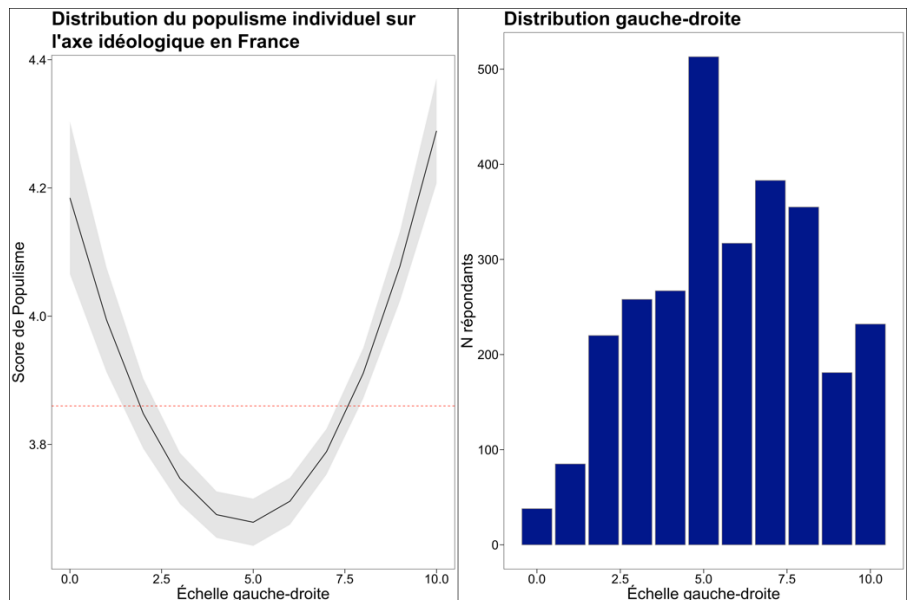 Distribution du populisme individuel sur
l'axe idéologique en France
4.4
4.2
4.0
3.8
Score de Populisme
0.0 2.5 5.0 7.5 10.0
Échelle gauche-droite
Distribution gauche-droite
500
400
300
200
100
0
N répondants
0.0 2.5 5.0 7.5 10.0
Échelle gauche-droite